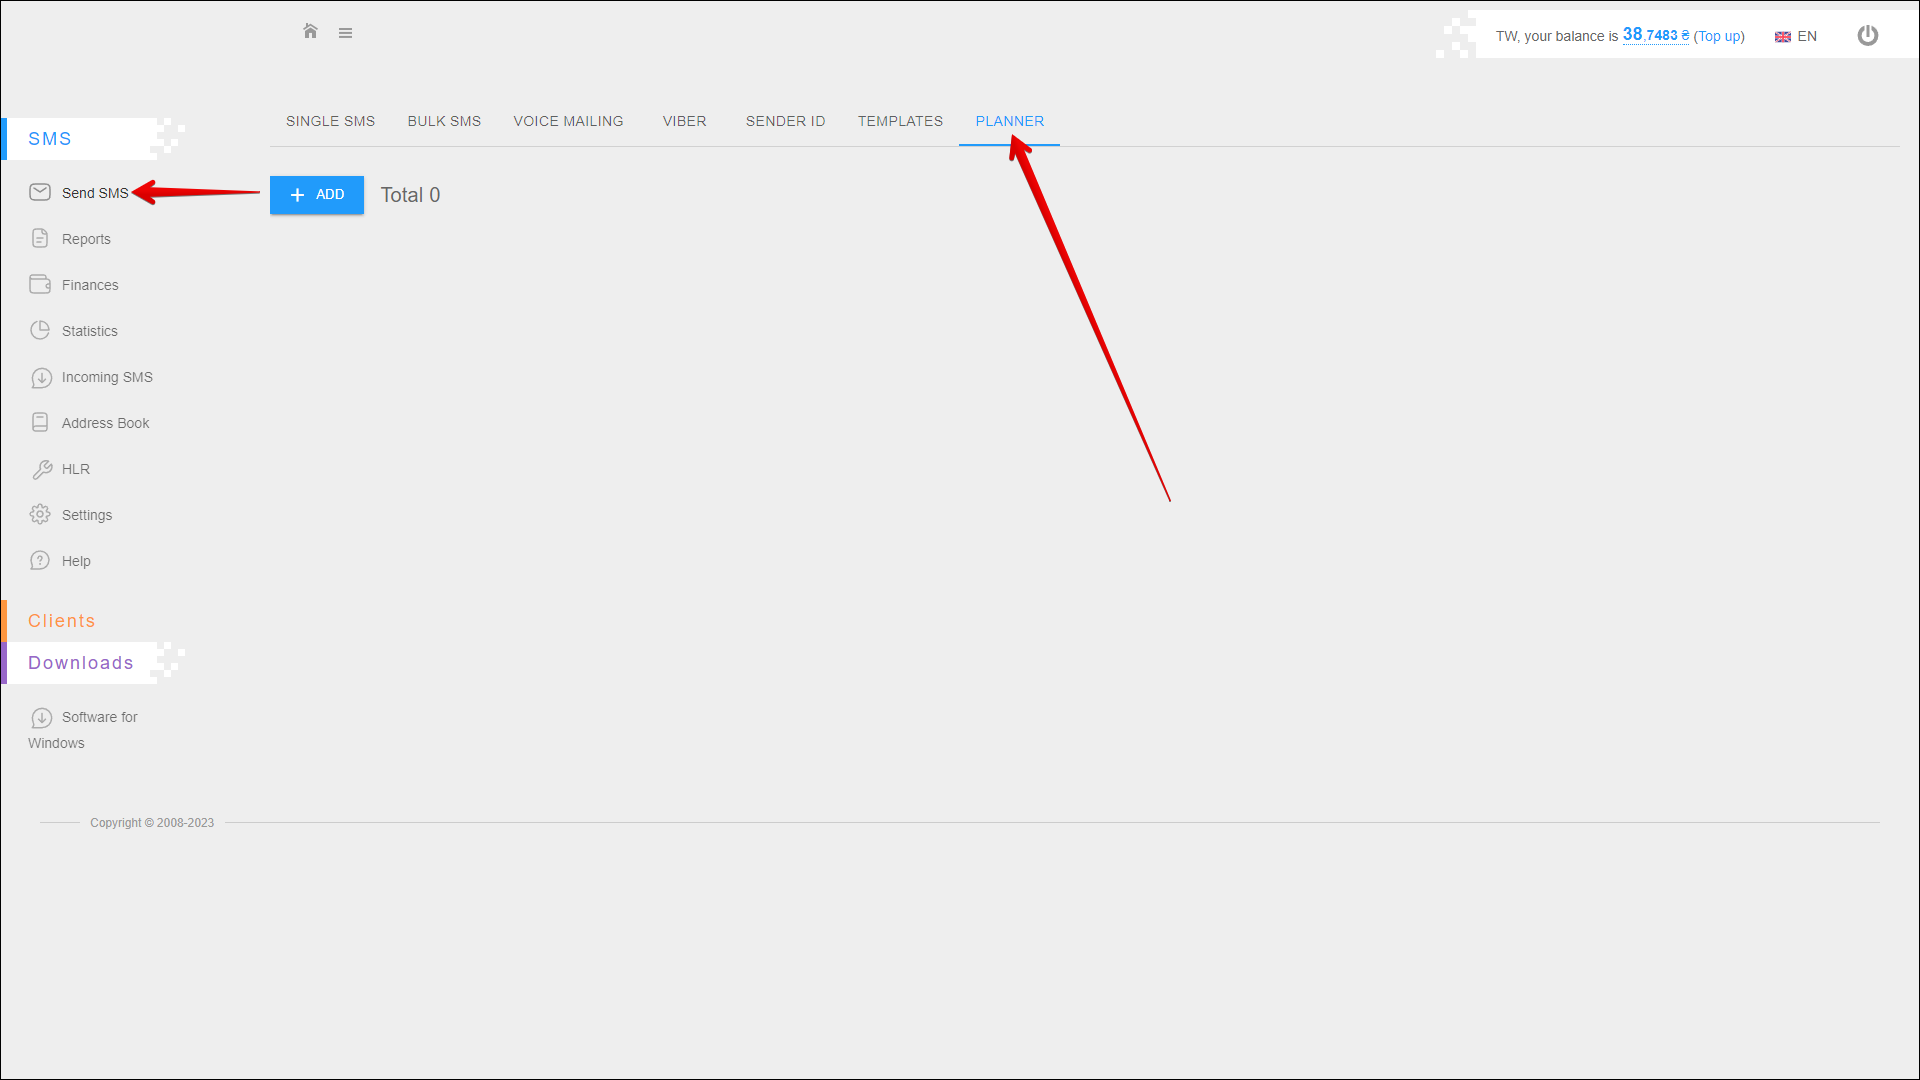 TW, your balance is 38,7483 ₴ (Top up)
EN
SMS
SINGLE SMS
BULK SMS
VOICE MAILING
VIBER
SENDER ID
TEMPLATES
PLANNER
Send SMS
ADD
Total 0
Reports
Finances
Statistics
Incoming SMS
Address Book
HLR
Settings
Help
Clients
Downloads
Software for
Windows
Copyright © 2008-2023